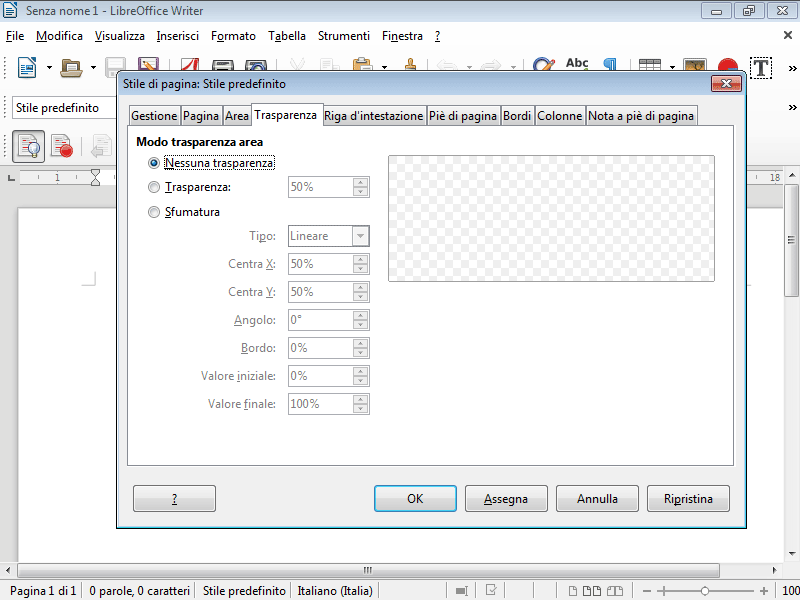 Senza nome 1 - LibreOffice Writer
File Modifica Visualizza Inserisci Formato Tabella Strumenti Finestra ?
Abc T
Stile predefinito
Stile di pagina: Stile predefinito
Gestione Pagina Area Trasparenza Riga d'intestazione Piè di pagina Bordi Colonne Nota a piè di pagina
Modo trasparenza area
Nessuna trasparenza
Trasparenza: 50%
Sfumatura
Tipo: Lineare
Centra X: 50%
Centra Y: 50%
Angolo: 0°
Bordo: 0%
Valore iniziale: 0%
Valore finale: 100%
? OK Assegna Annulla Ripristina
1 18
Pagina 1 di 1 0 parole, 0 caratteri Stile predefinito Italiano (Italia) 100